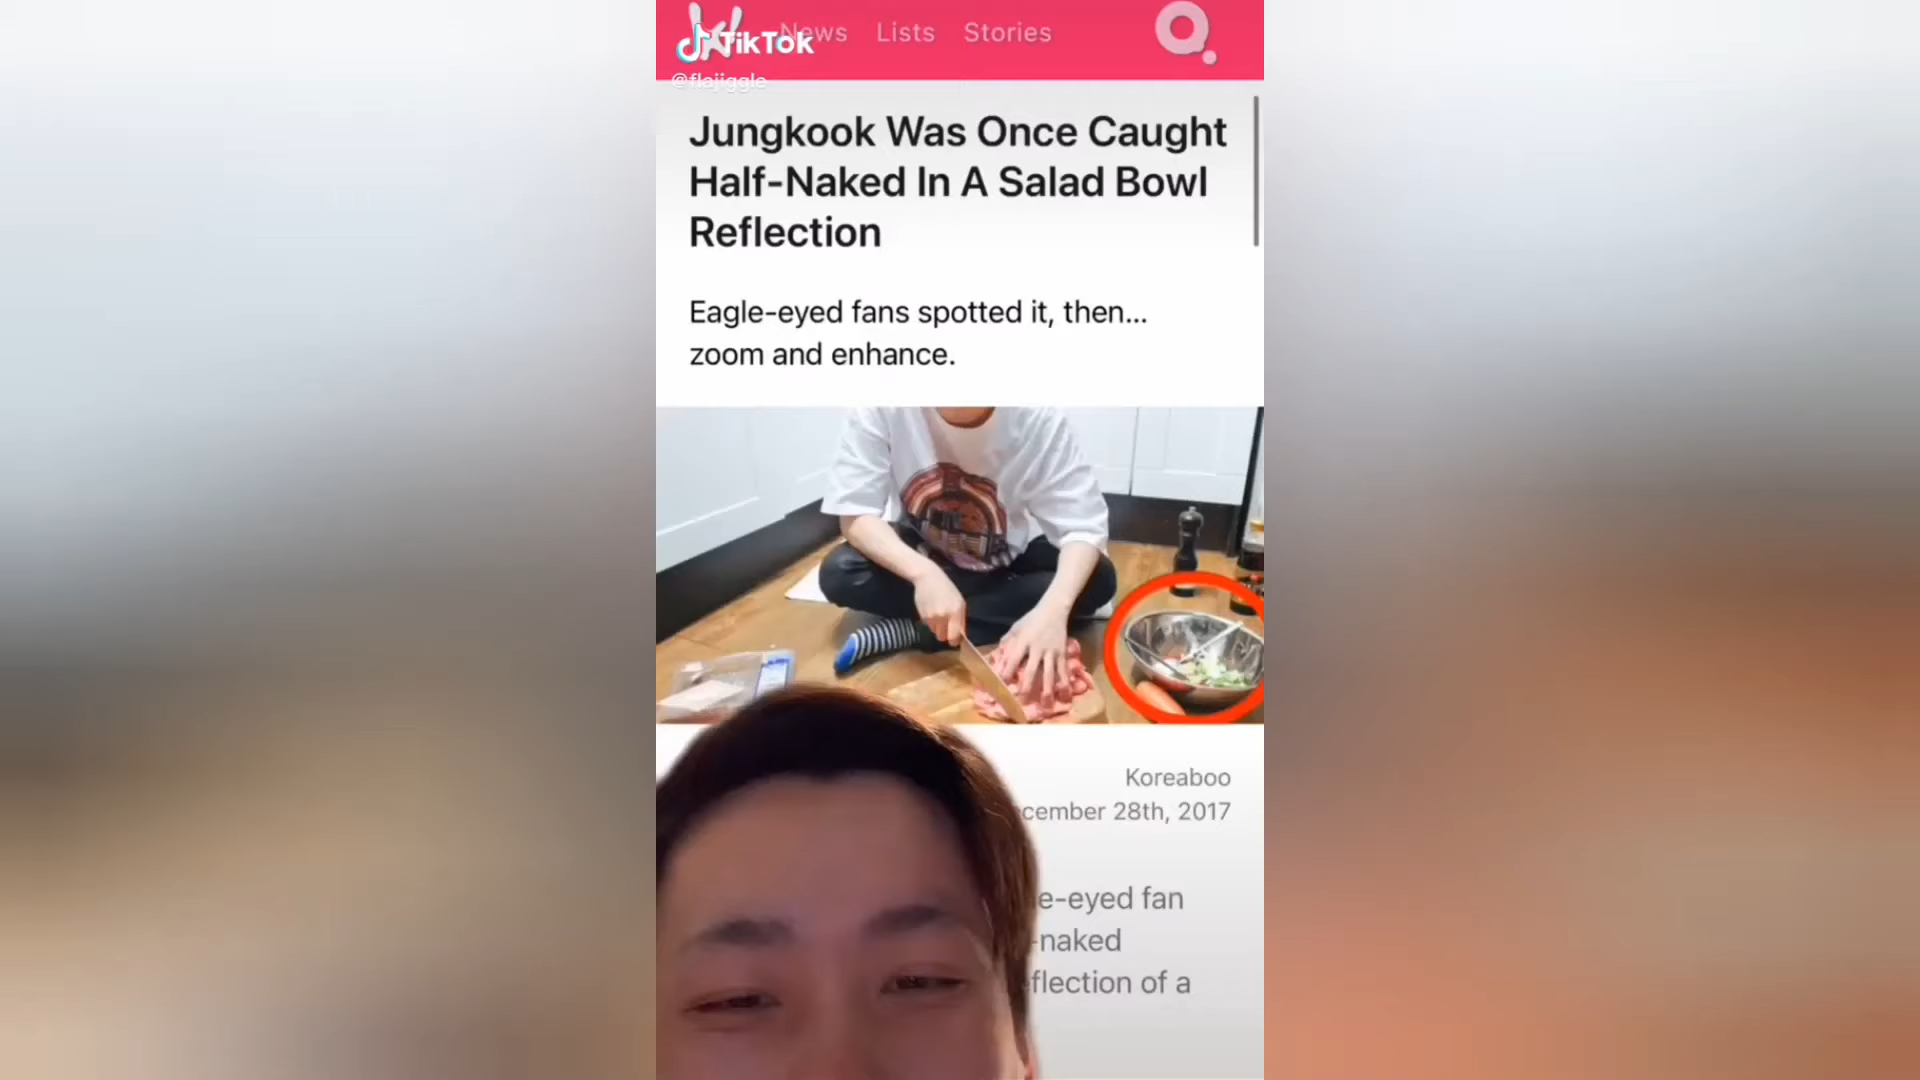 News Lists Stories
TikTok
@flajiggle
Jungkook Was Once Caught
Half-Naked In A Salad Bowl
Reflection
Eagle-eyed fans spotted it, then...
zoom and enhance.
Koreaboo
cember 28th, 2017
e-eyed fan
-naked
flection of a